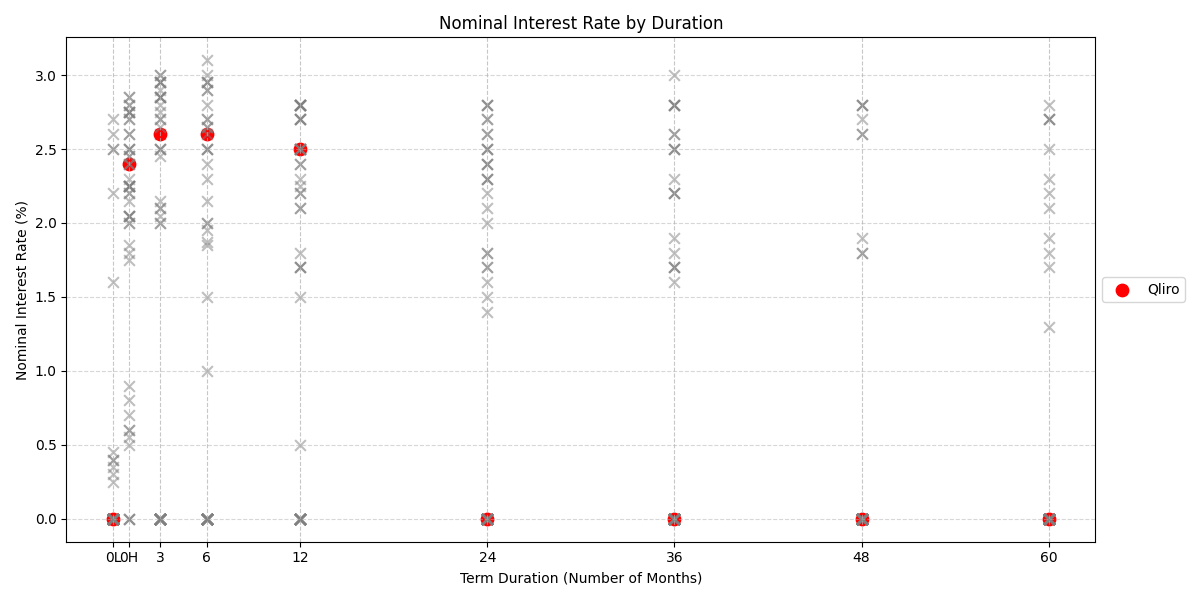 Nominal Interest Rate by Duration
Nominal Interest Rate (%)
3.0
2.5
2.0
1.5
1.0
0.5
0.0
0L 0H 3 6 12 24 36 48 60
Term Duration (Number of Months)
Qliro